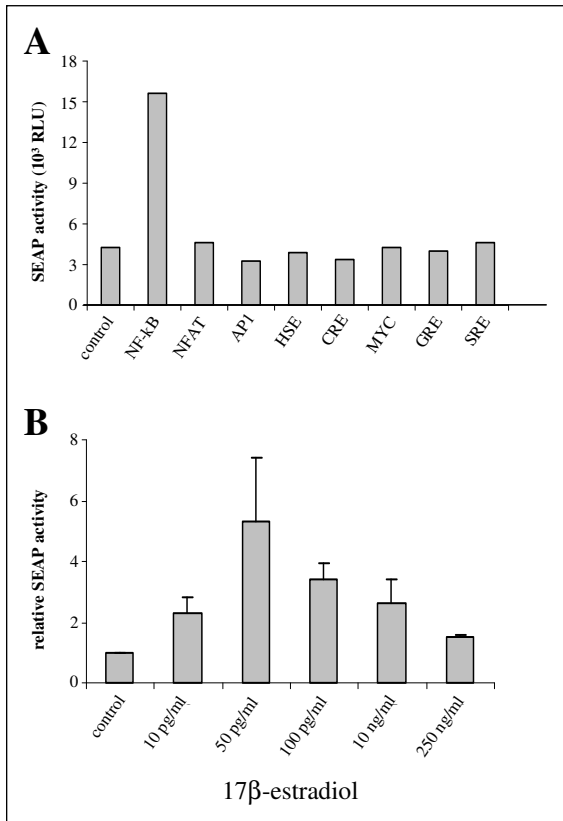 A
SEAP activity (10³ RLU)
18
15
12
9
6
3
0
control
NF-kB
NFAT
AP1
HSE
CRE
MYC
GRE
SRE
B
relative SEAP activity
8
6
4
2
0
control
10 pg/ml
50 pg/ml
100 pg/ml
10 ng/ml
250 ng/ml
17β-estradiol